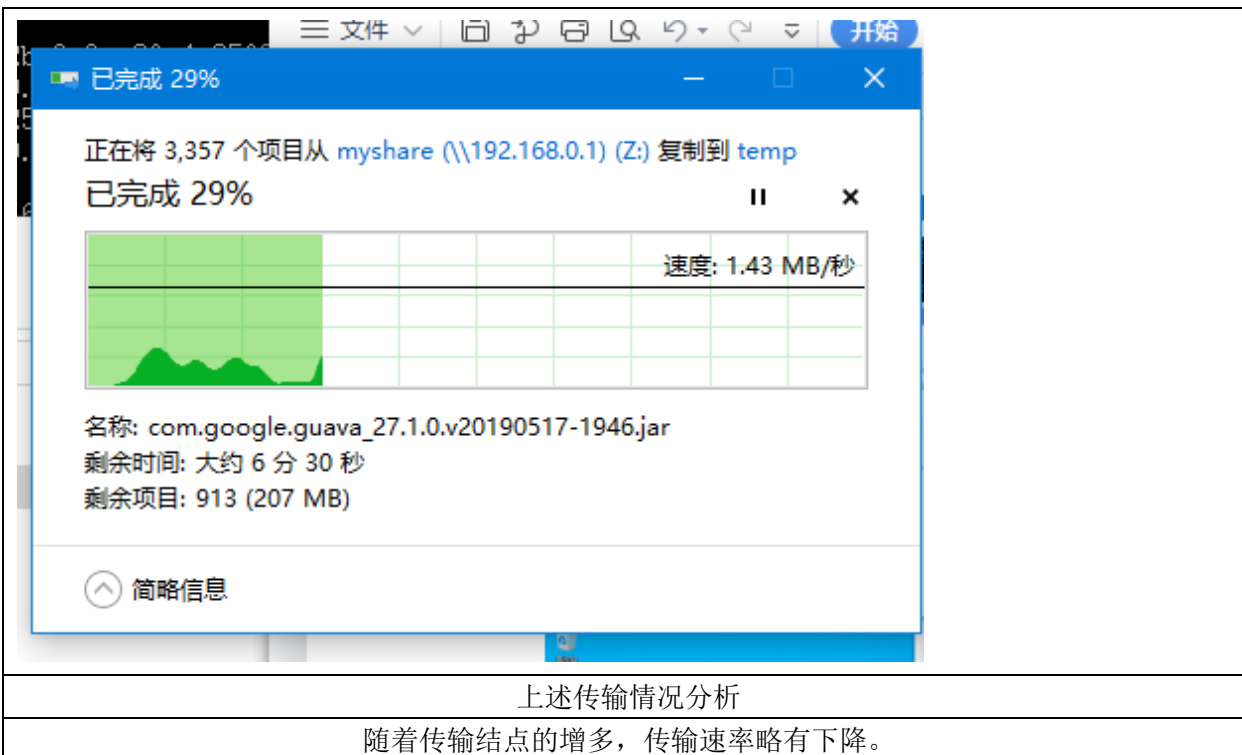 文件
开始
已完成 29%
正在将 3,357 个项目从 myshare (\\192.168.0.1) (Z:) 复制到 temp
已完成 29%
速度: 1.43 MB/秒
名称: com.google.guava_27.1.0.v20190517-1946.jar
剩余时间: 大约 6 分 30 秒
剩余项目: 913 (207 MB)
简略信息
上述传输情况分析
随着传输结点的增多，传输速率略有下降。